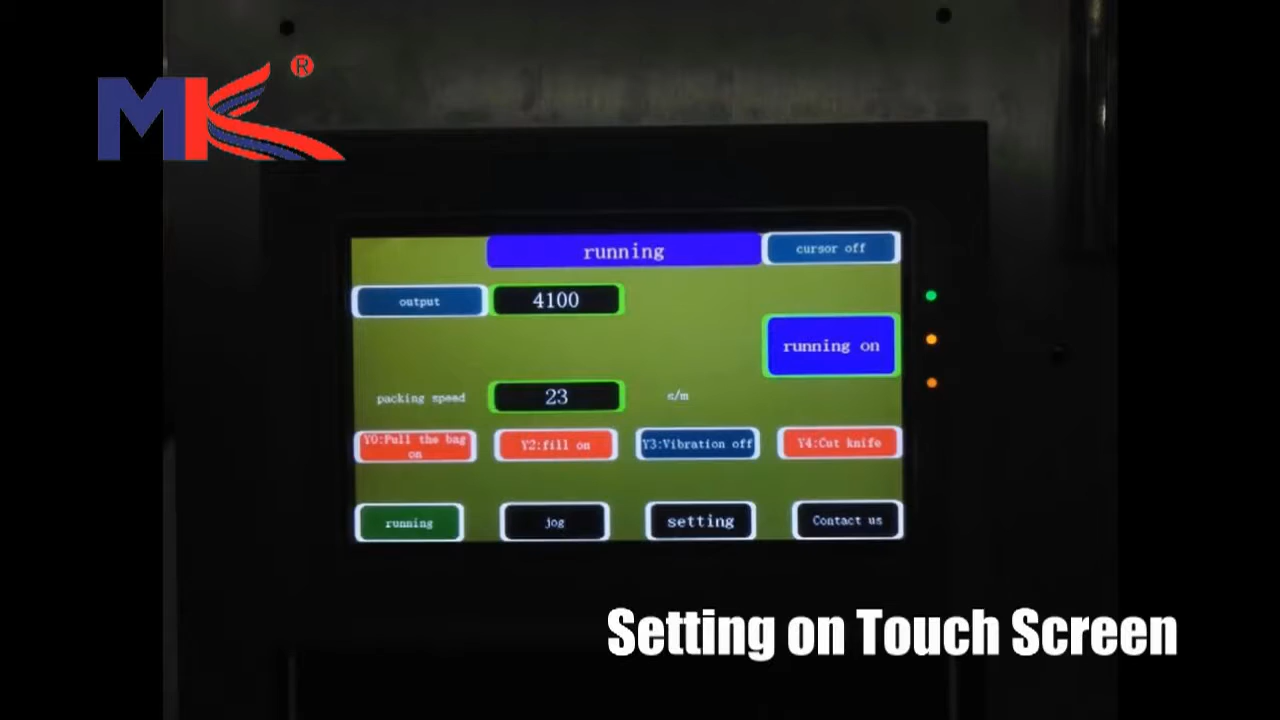 MK®
running
cursor off
output
4100
running on
packing speed
23
s/m
Y0:Pull the bag
on
Y2:fill on
Y3:Vibration off
Y4:Cut knife
running
jog
setting
Contact us
Setting on Touch Screen